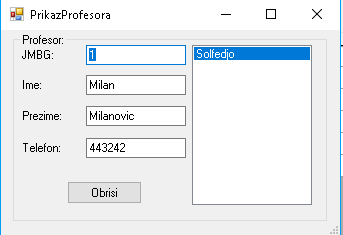 PrikazProfesora
Profesor:
JMBG: 1
Solfedjo
Ime: Milan
Prezime: Milanovic
Telefon: 443242
Obrisi